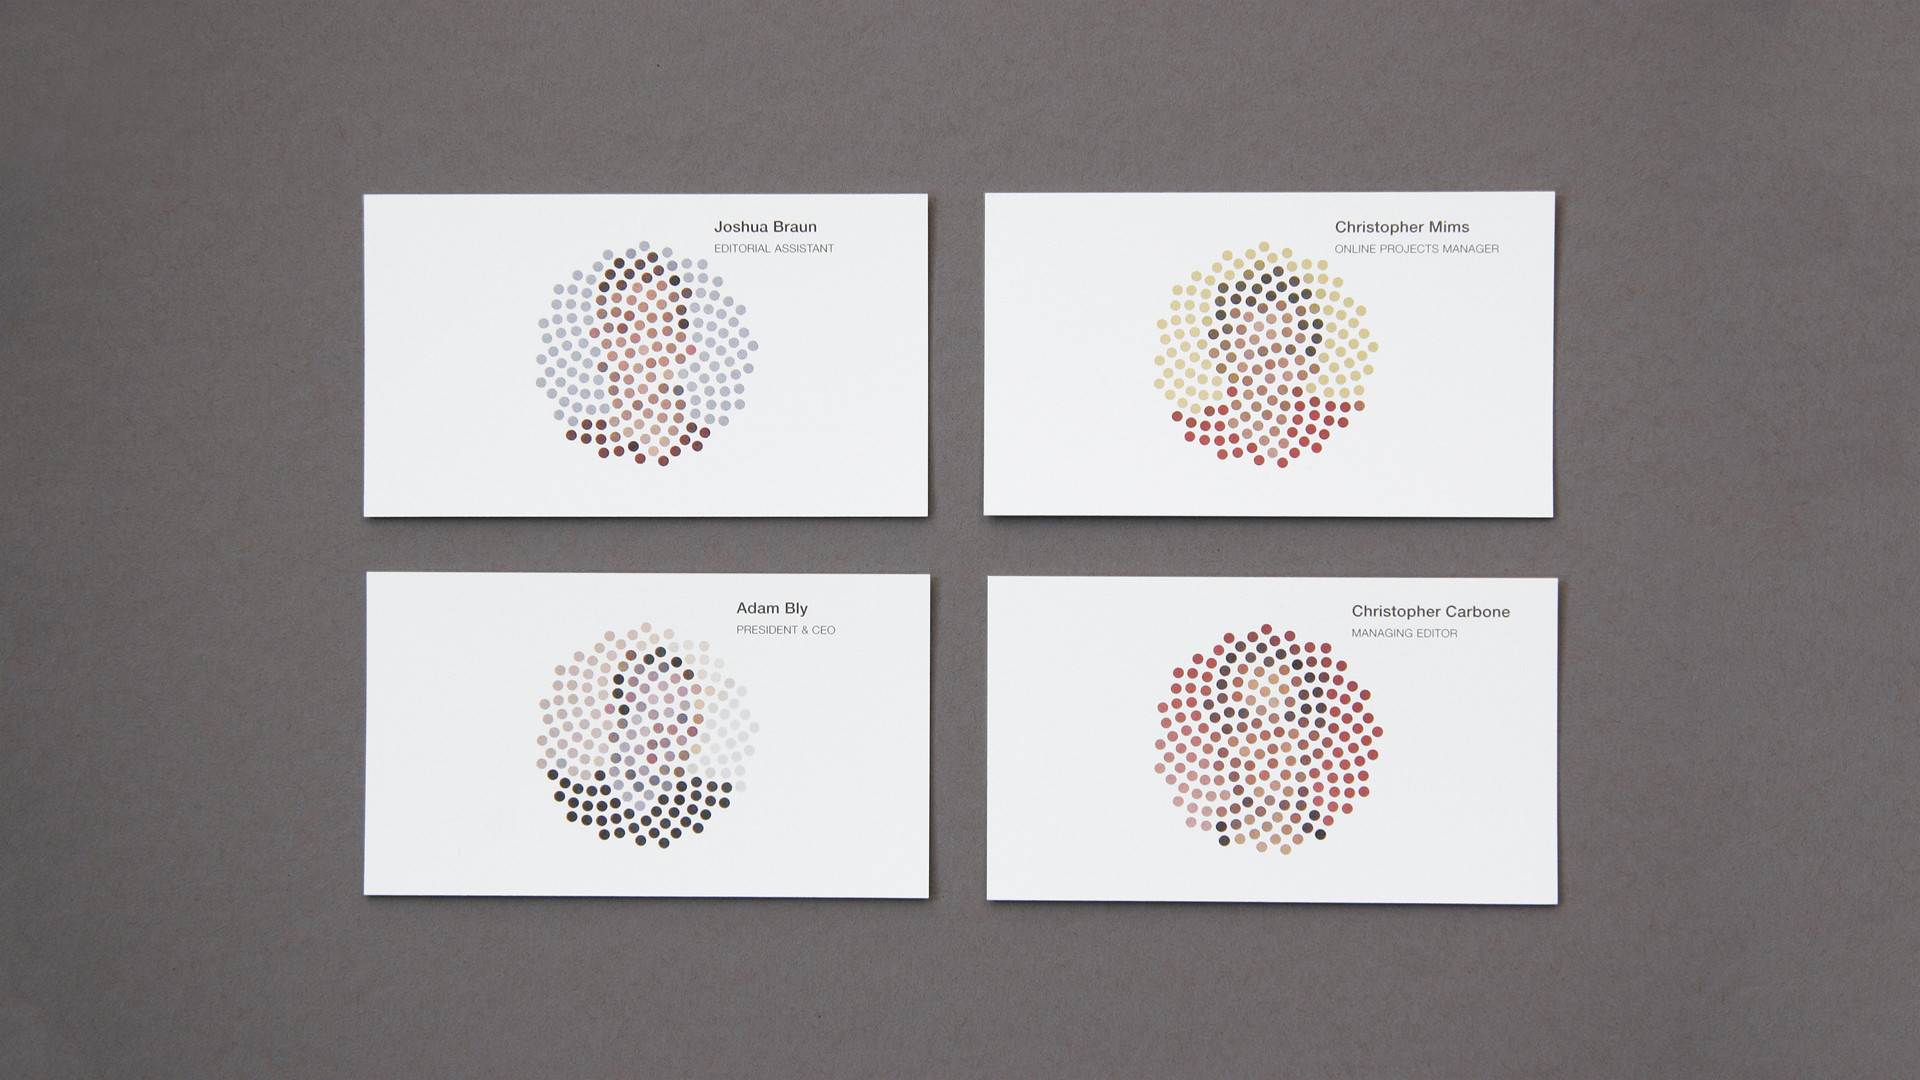 Joshua Braun
EDITORIAL ASSISTANT
Christopher Mims
ONLINE PROJECTS MANAGER
Adam Bly
PRESIDENT & CEO
Christopher Carbone
MANAGING EDITOR